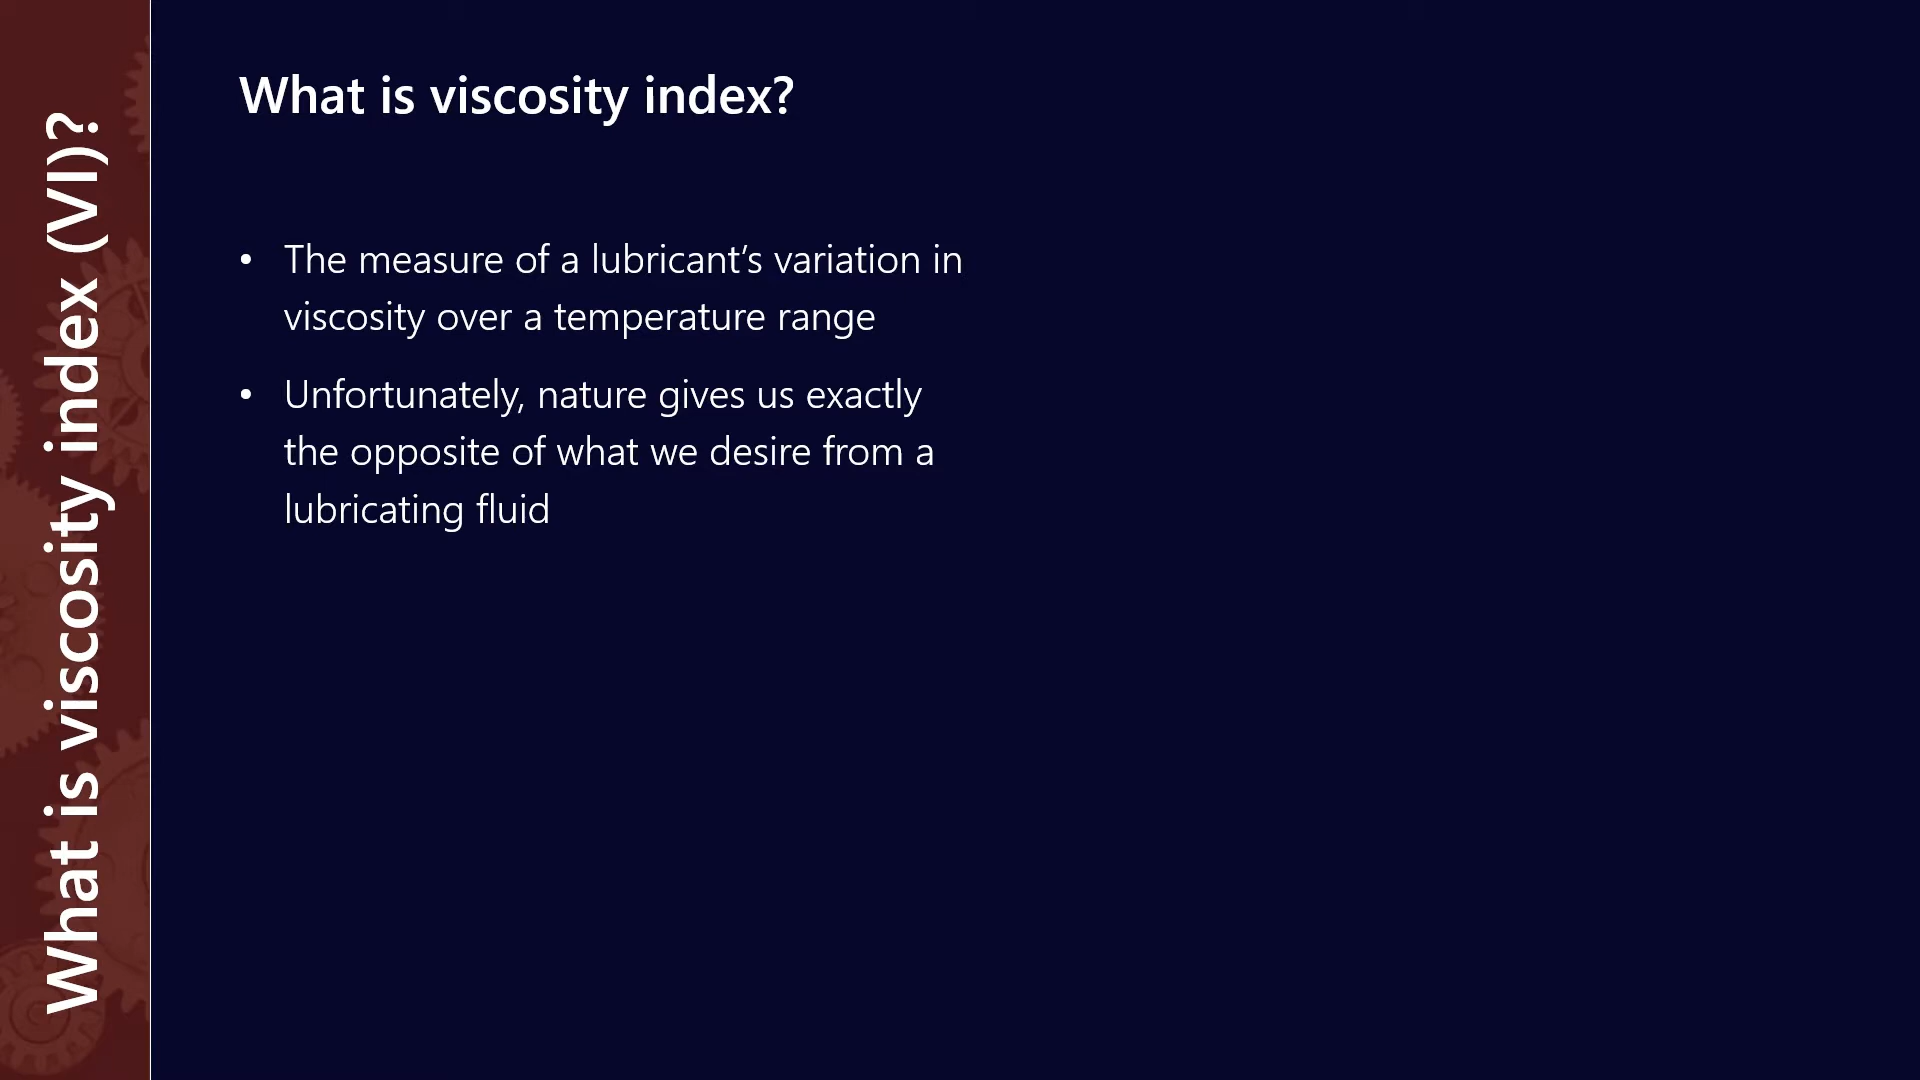 What is viscosity index (VI)?
What is viscosity index?
• The measure of a lubricant’s variation in
viscosity over a temperature range
• Unfortunately, nature gives us exactly
the opposite of what we desire from a
lubricating fluid